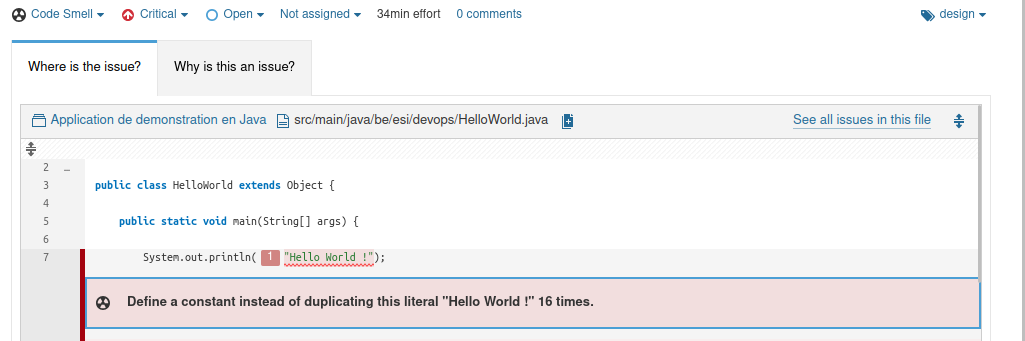 Code Smell Critical Open Not assigned 34min effort 0 comments design
Where is the issue? Why is this an issue?
Application de demonstration en Java src/main/java/be/esi/devops/HelloWorld.java See all issues in this file
2 …
3 public class HelloWorld extends Object {
4
5 public static void main(String[] args) {
6
7 System.out.println( 1 "Hello World !");
Define a constant instead of duplicating this literal "Hello World !" 16 times.